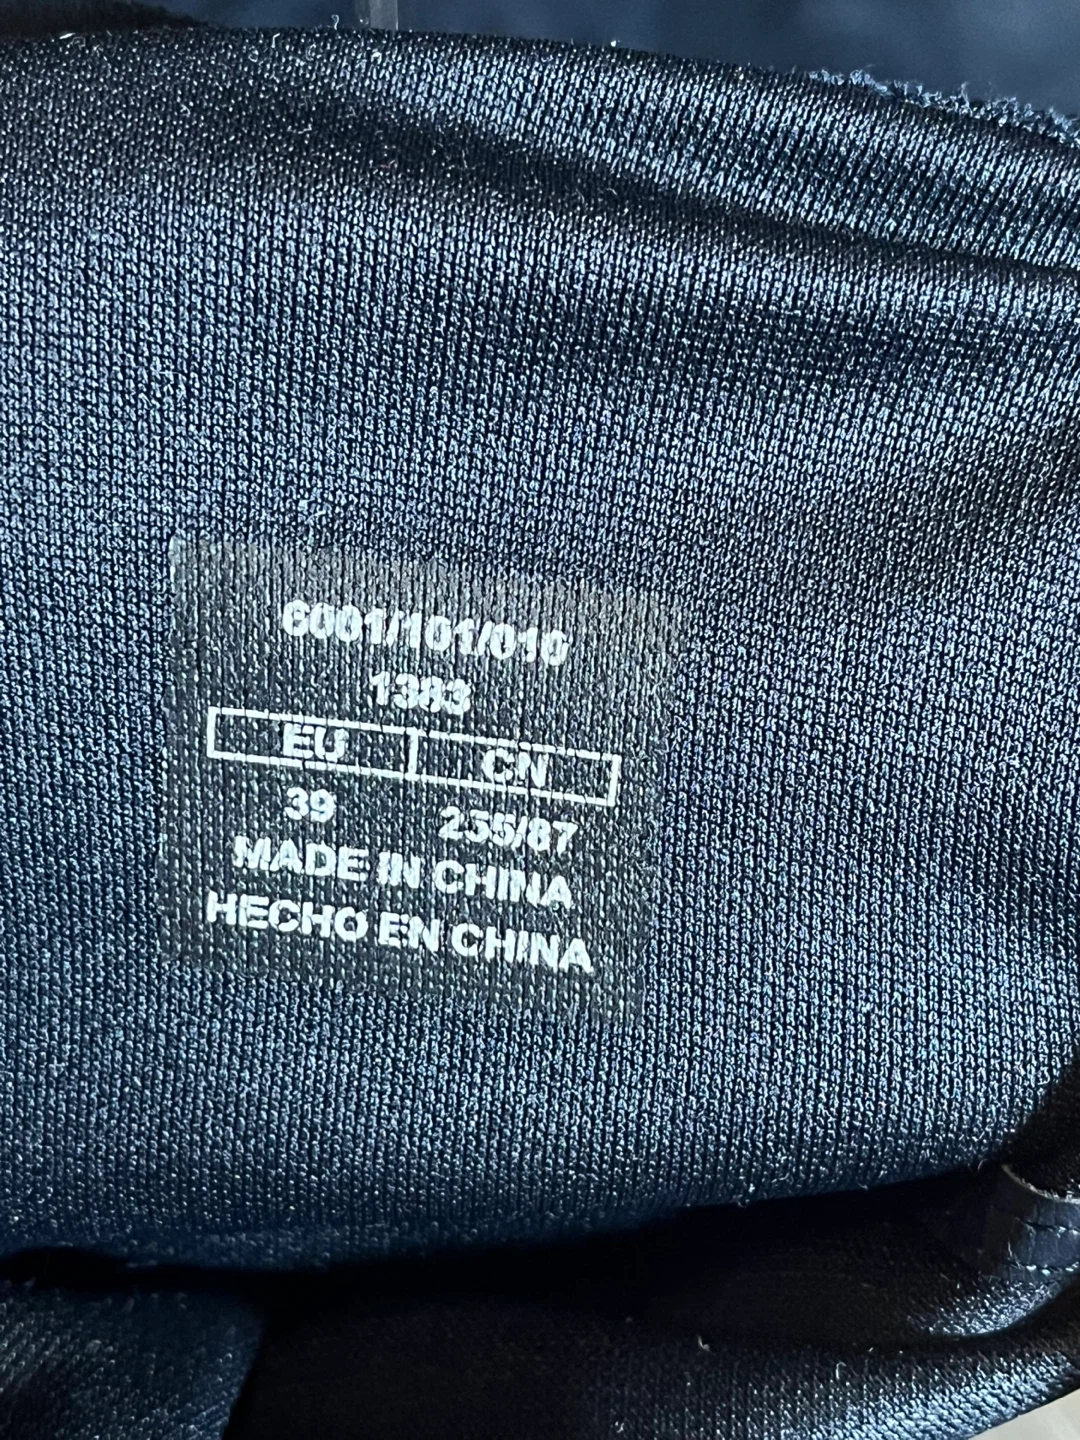 6001/101/010
1383
EU CN
39 255/87
MADE IN CHINA
HECHO EN CHINA